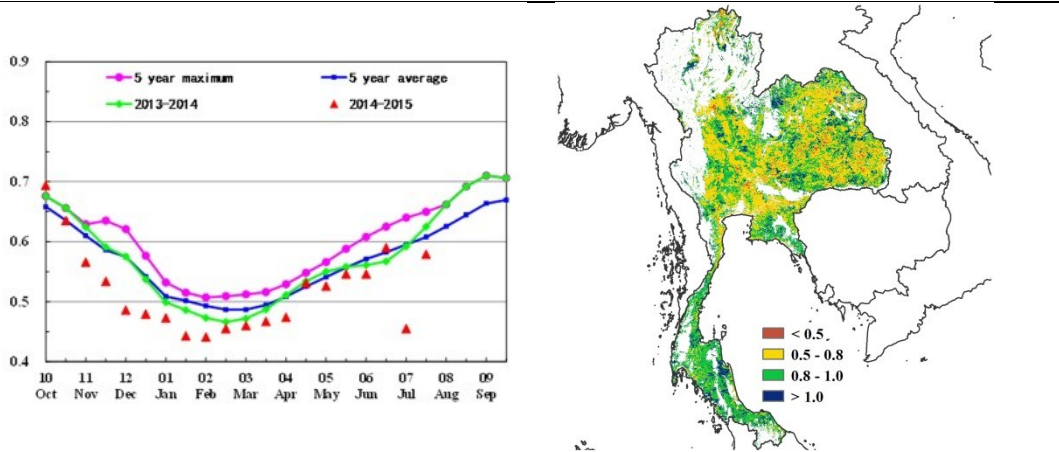 0.9
5 year maximum 5 year average
2013-2014 2014-2015
0.8
0.7
0.6
0.5
0.4
10 11 12 01 02 03 04 05 06 07 08 09
Oct Nov Dec Jan Feb Mar Apr May Jun Jul Aug Sep
< 0.5
0.5 - 0.8
0.8 - 1.0
> 1.0